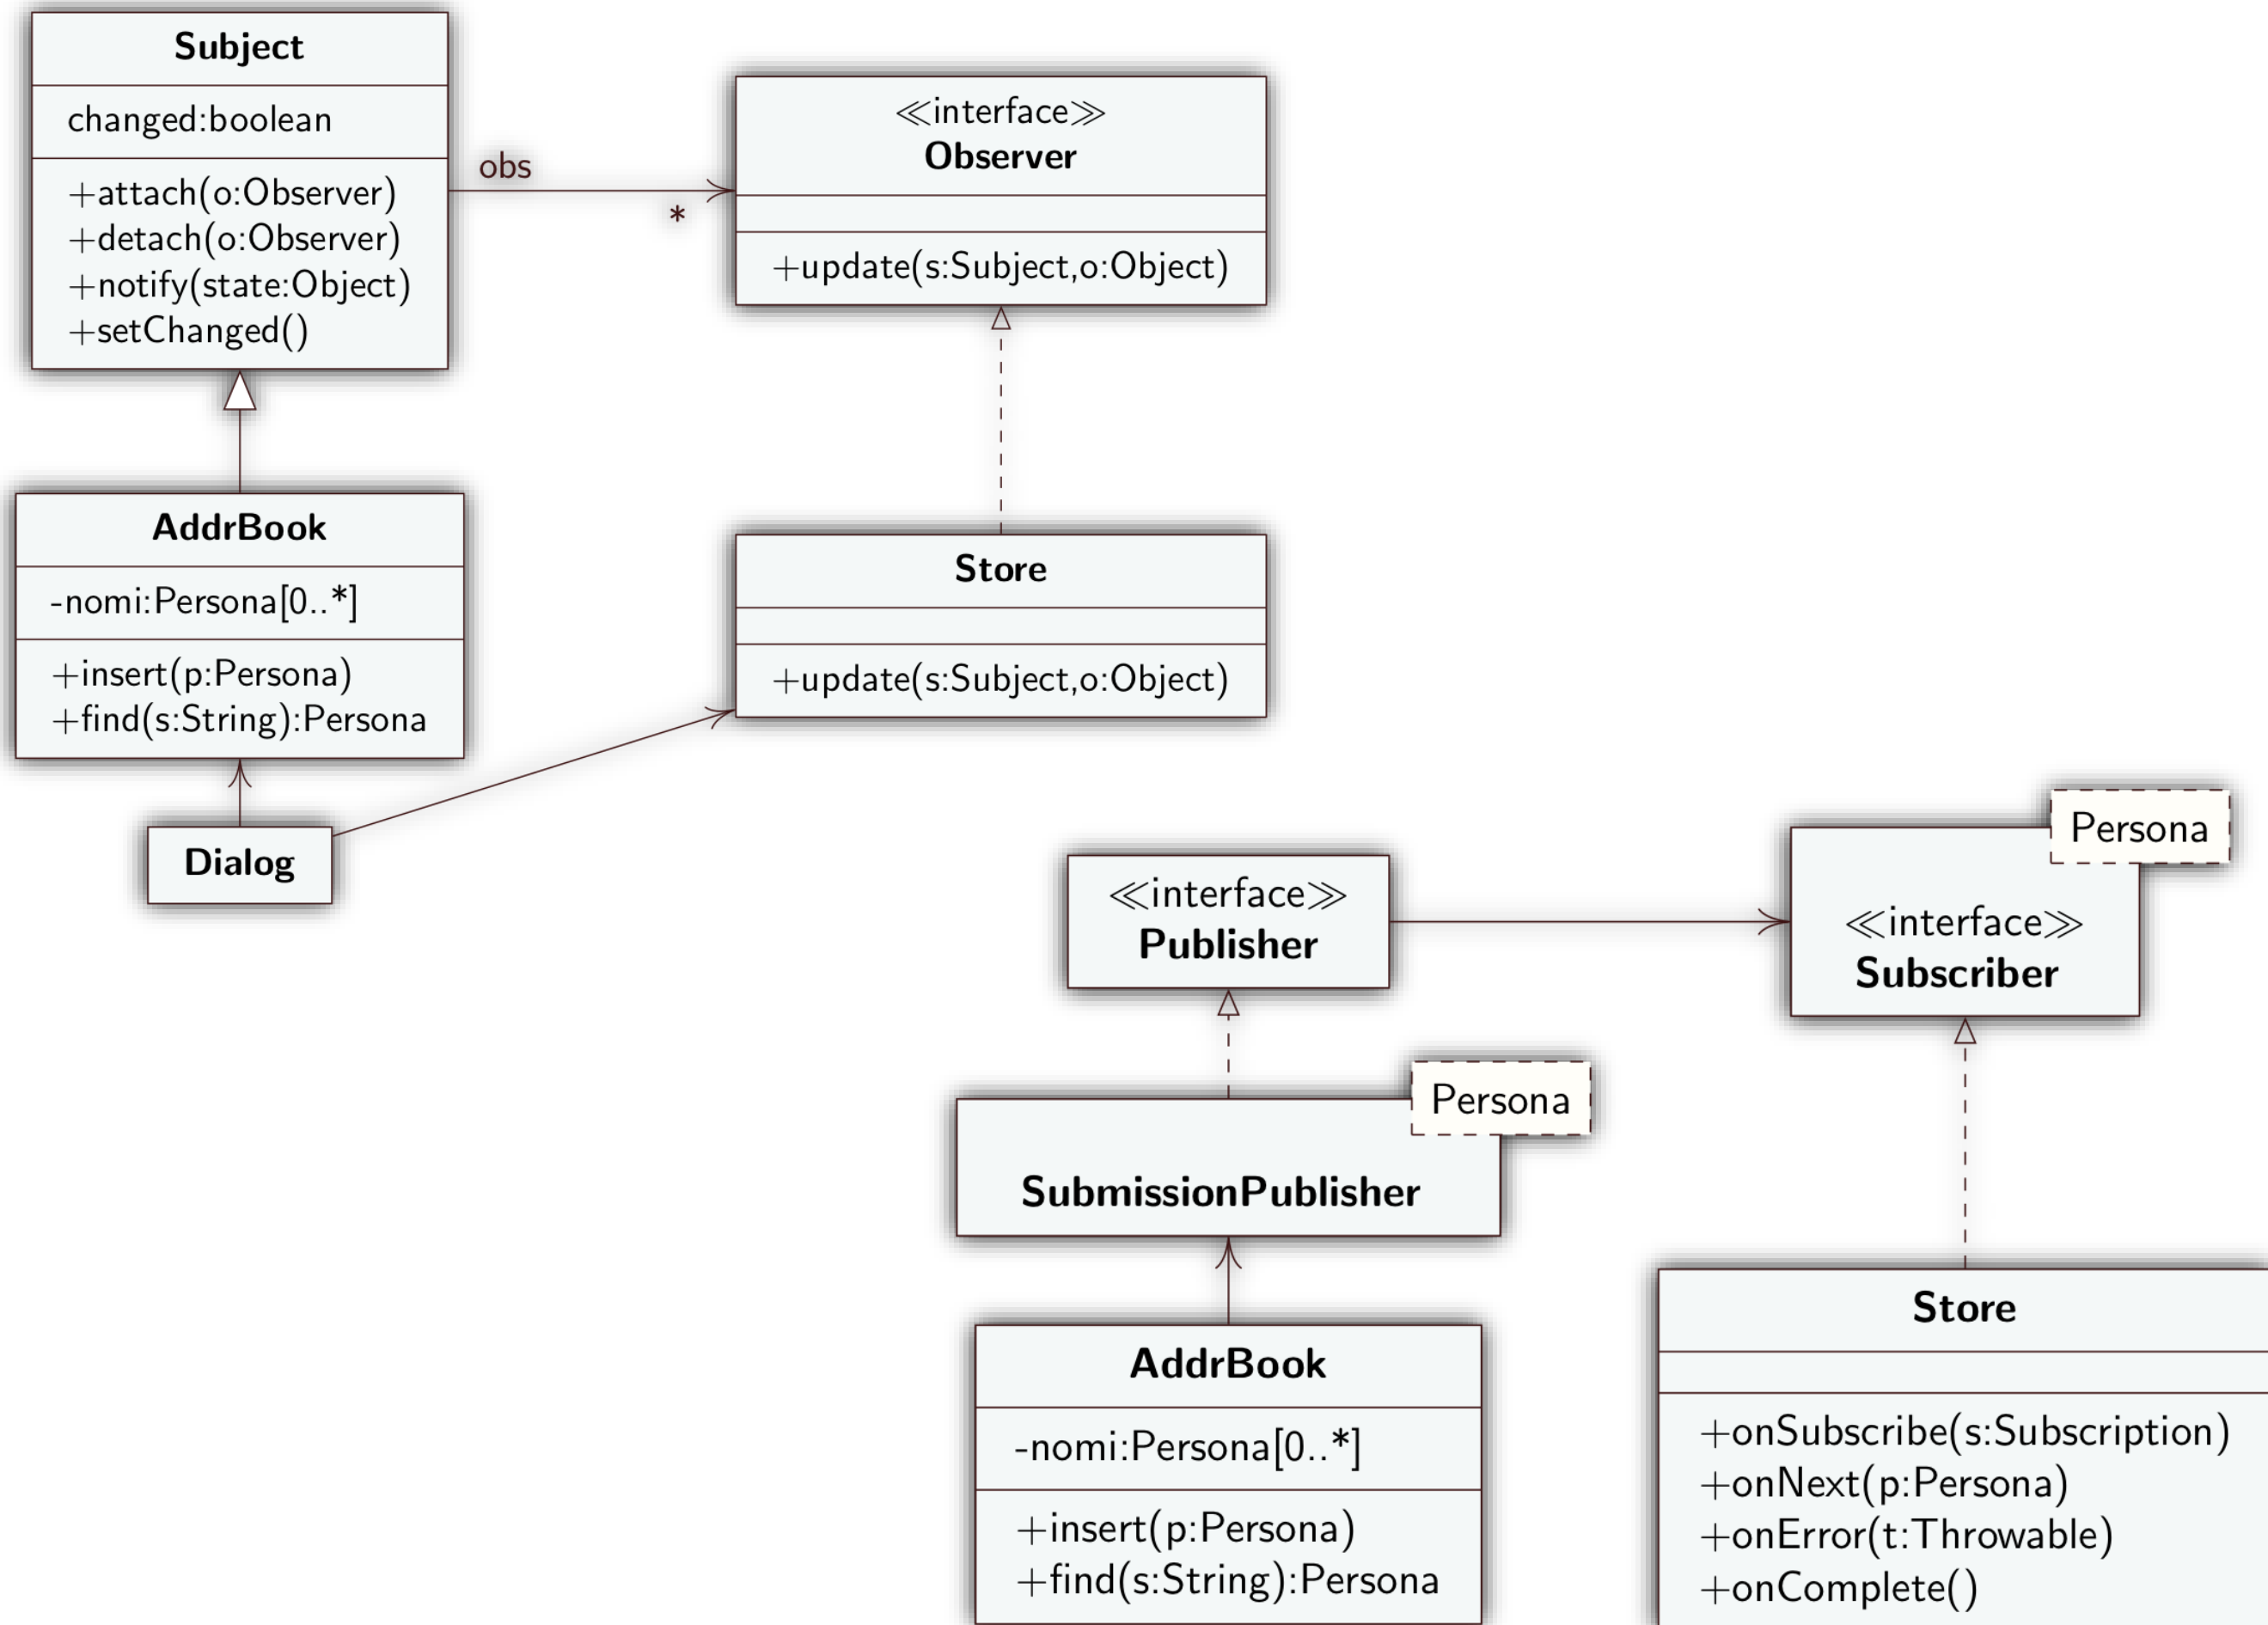 Subject
changed:boolean
+attach(o:Observer)
+detach(o:Observer)
+notify(state:Object)
+setChanged()
obs
*
≪interface≫
Observer
+update(s:Subject,o:Object)
AddrBook
-nomi:Persona[0..*]
+insert(p:Persona)
+find(s:String):Persona
Store
+update(s:Subject,o:Object)
Dialog
≪interface≫
Publisher
Persona
≪interface≫
Subscriber
Persona
SubmissionPublisher
AddrBook
-nomi:Persona[0..*]
+insert(p:Persona)
+find(s:String):Persona
Store
+onSubscribe(s:Subscription)
+onNext(p:Persona)
+onError(t:Throwable)
+onComplete()